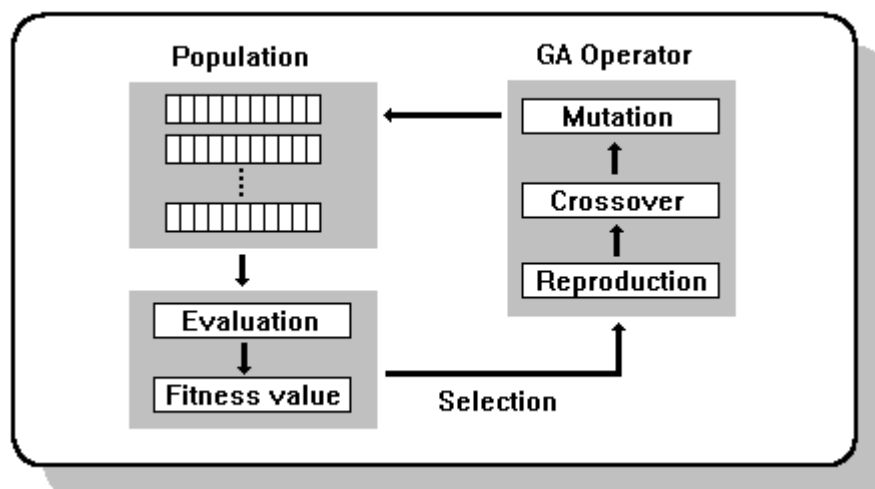 Population
GA Operator
Mutation
Crossover
Reproduction
Evaluation
Fitness value
Selection